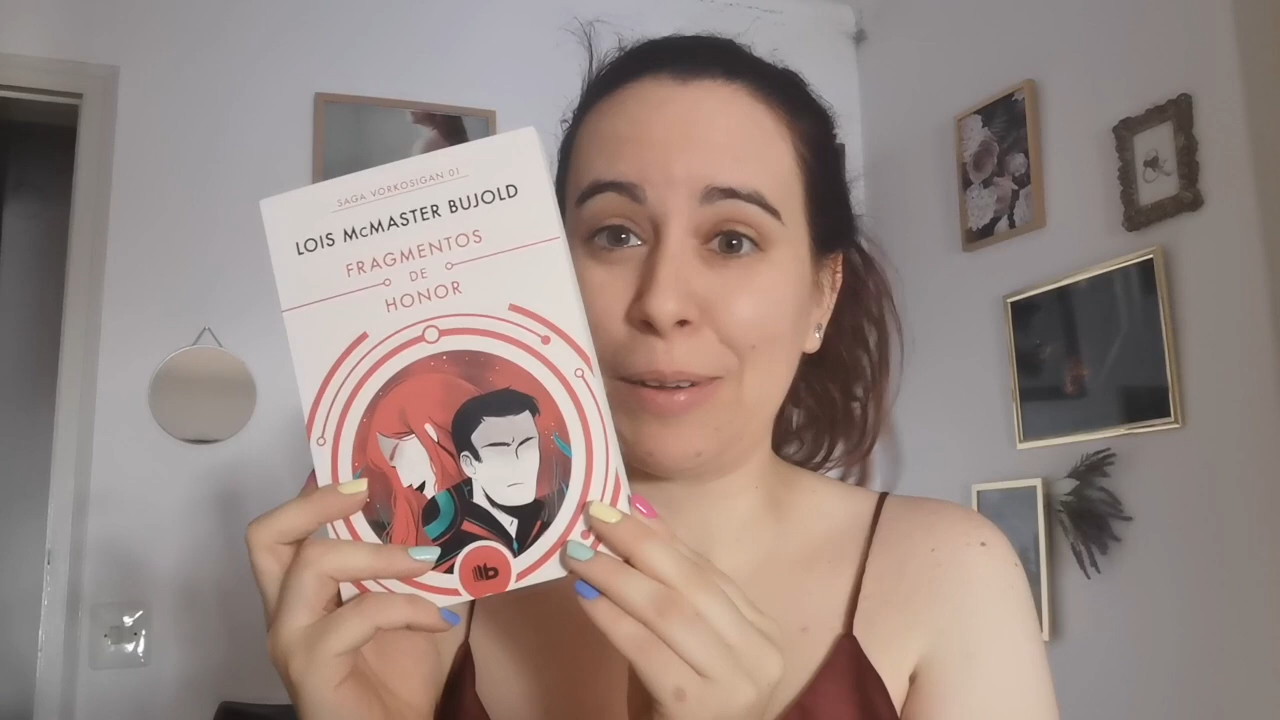 SAGA VORKOSIGAN 01
LOIS McMASTER BUJOLD
FRAGMENTOS
DE
HONOR
b